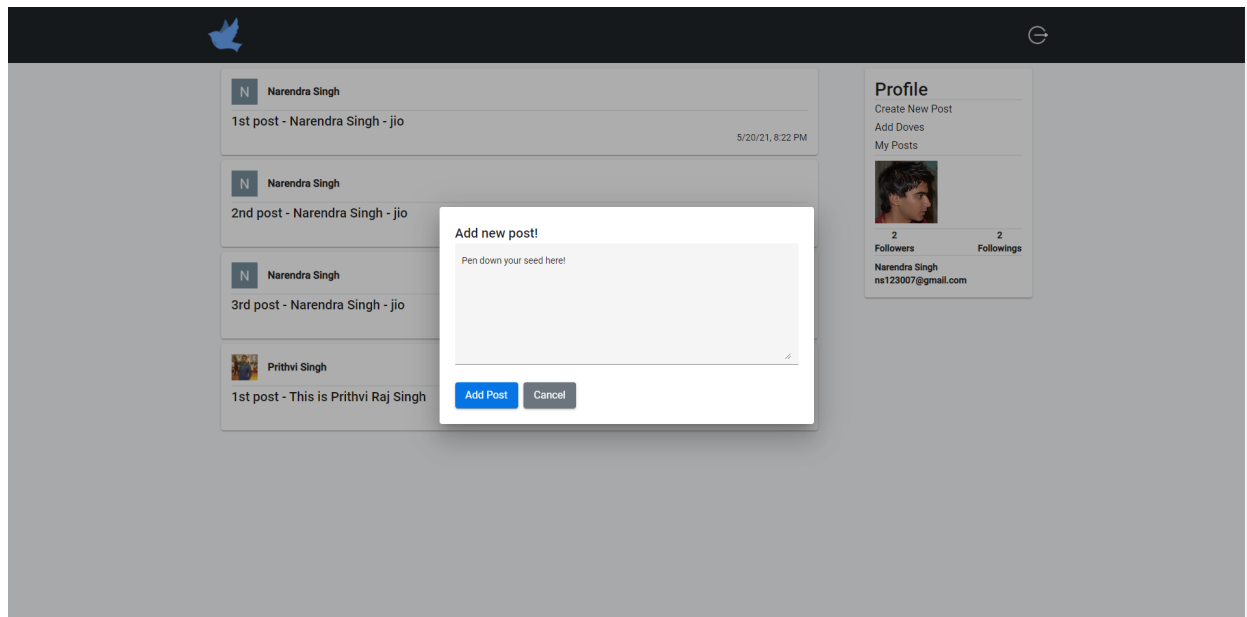 N Narendra Singh
1st post - Narendra Singh - jio
5/20/21, 8:22 PM
N Narendra Singh
2nd post - Narendra Singh - jio
N Narendra Singh
3rd post - Narendra Singh - jio
Prithvi Singh
1st post - This is Prithvi Raj Singh
Add new post!
Pen down your seed here!
Add Post Cancel
Profile
Create New Post
Add Doves
My Posts
2 2
Followers Followings
Narendra Singh
ns123007@gmail.com